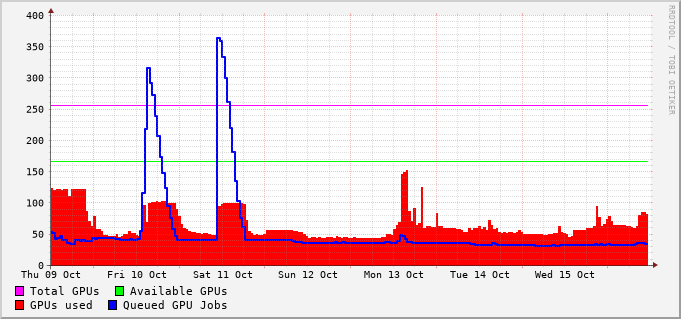 400
350
300
250
200
150
100
50
0
Thu 09 Oct Fri 10 Oct Sat 11 Oct Sun 12 Oct Mon 13 Oct Tue 14 Oct Wed 15 Oct
Total GPUs Available GPUs
GPUs used Queued GPU Jobs
RRDTOOL / TOBI OETIKER